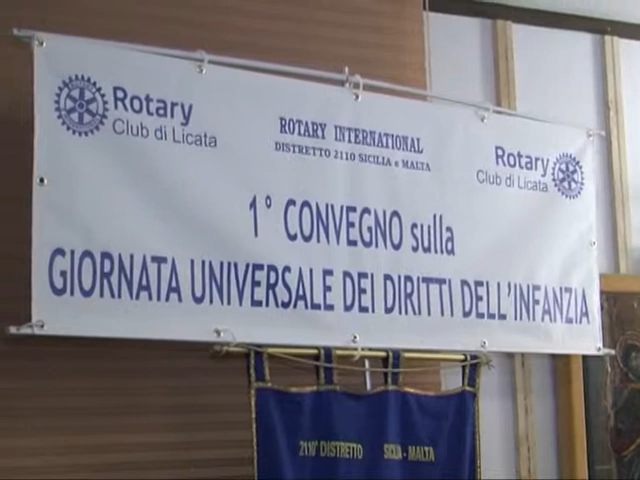 Rotary
Club di Licata
ROTARY INTERNATIONAL
DISTRETTO 2110 SICILIA e MALTA
Rotary
Club di Licata
1° CONVEGNO sulla
GIORNATA UNIVERSALE DEI DIRITTI DELL'INFANZIA
2110° DISTRETTO SICILIA - MALTA